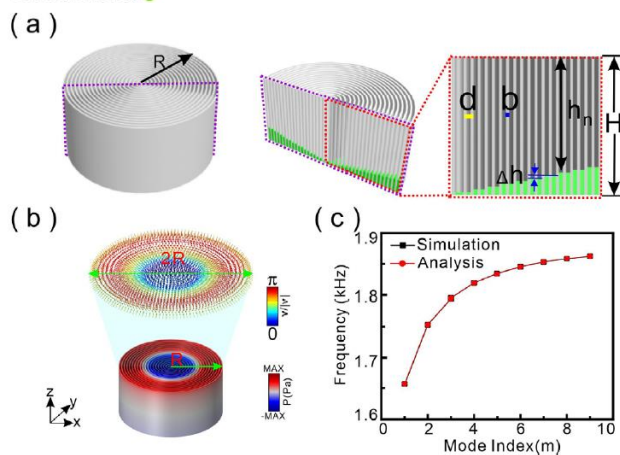 (a)
R
d
b
hn
H
Δh
(b)
2R
π
v/|v|
0
R
MAX
P(Pa)
-MAX
z
y
x
(c)
Simulation
Analysis
Frequency (kHz)
1.9
1.8
1.7
1.6
0 2 4 6 8 10
Mode Index(m)